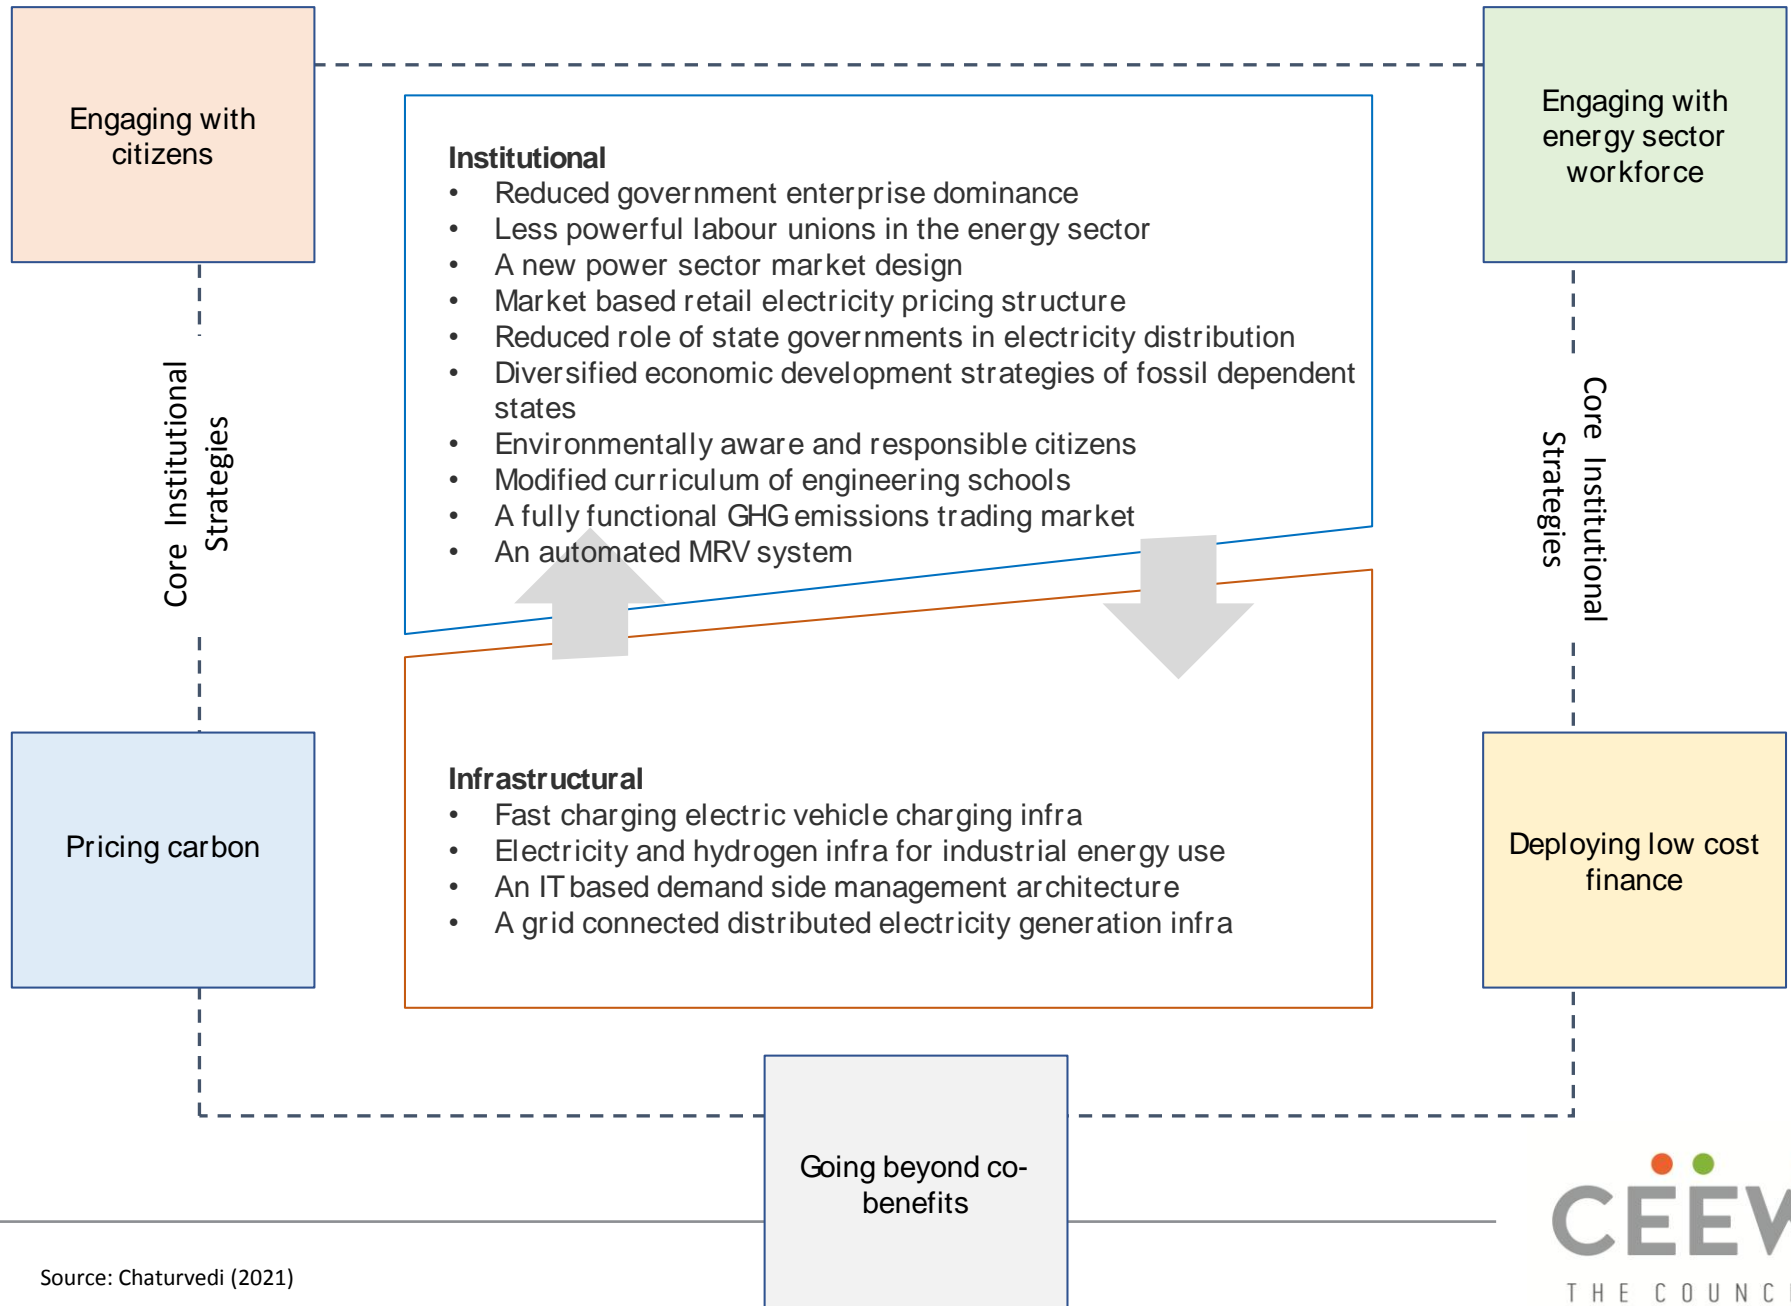 Engaging with
citizens
Engaging with
energy sector
workforce
Institutional
• Reduced government enterprise dominance
• Less powerful labour unions in the energy sector
• A new power sector market design
• Market based retail electricity pricing structure
• Reduced role of state governments in electricity distribution
• Diversified economic development strategies of fossil dependent
states
• Environmentally aware and responsible citizens
• Modified curriculum of engineering schools
• A fully functional GHG emissions trading market
• An automated MRV system
Core Institutional
Strategies
Core Institutional
Strategies
Pricing carbon
Infrastructural
• Fast charging electric vehicle charging infra
• Electricity and hydrogen infra for industrial energy use
• An IT based demand side management architecture
• A grid connected distributed electricity generation infra
Deploying low cost
finance
Going beyond co-
benefits
Source: Chaturvedi (2021)
CEEW
THE COUNC